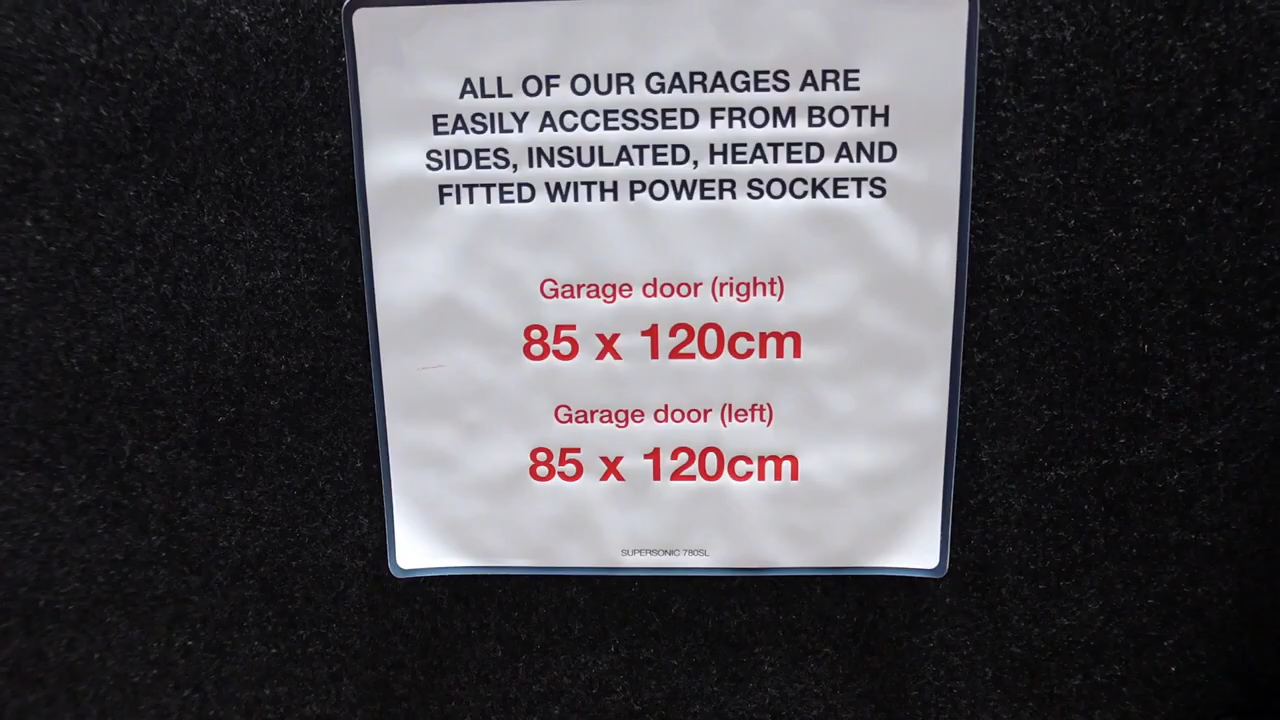 ALL OF OUR GARAGES ARE
EASILY ACCESSED FROM BOTH
SIDES, INSULATED, HEATED AND
FITTED WITH POWER SOCKETS
Garage door (right)
85 x 120cm
Garage door (left)
85 x 120cm
SUPERSONIC 780SL